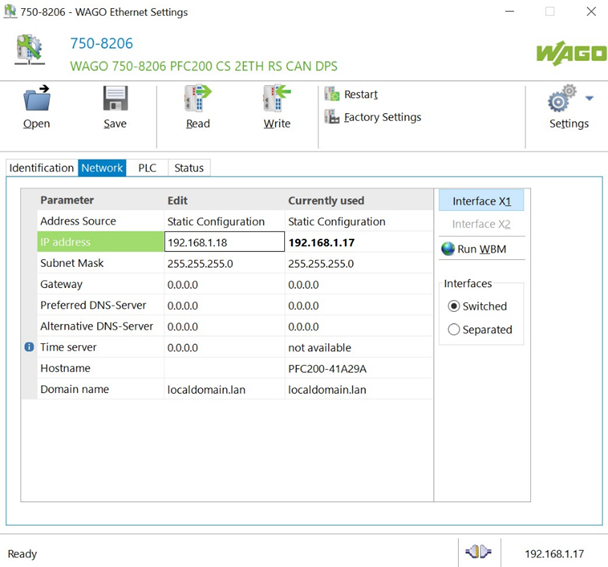 750-8206 - WAGO Ethernet Settings
750-8206
WAGO 750-8206 PFC200 CS 2ETH RS CAN DPS
WAGO
Open
Save
Read
Write
Restart
Factory Settings
Settings
Identification Network PLC Status
Parameter Edit Currently used
Address Source Static Configuration Static Configuration
IP address 192.168.1.18 192.168.1.17
Subnet Mask 255.255.255.0 255.255.255.0
Gateway 0.0.0.0 0.0.0.0
Preferred DNS-Server 0.0.0.0 0.0.0.0
Alternative DNS-Server 0.0.0.0 0.0.0.0
Time server 0.0.0.0 not available
Hostname PFC200-41A29A
Domain name localdomain.lan localdomain.lan
Interface X1
Interface X2
Run WBM
Interfaces
Switched
Separated
Ready
192.168.1.17